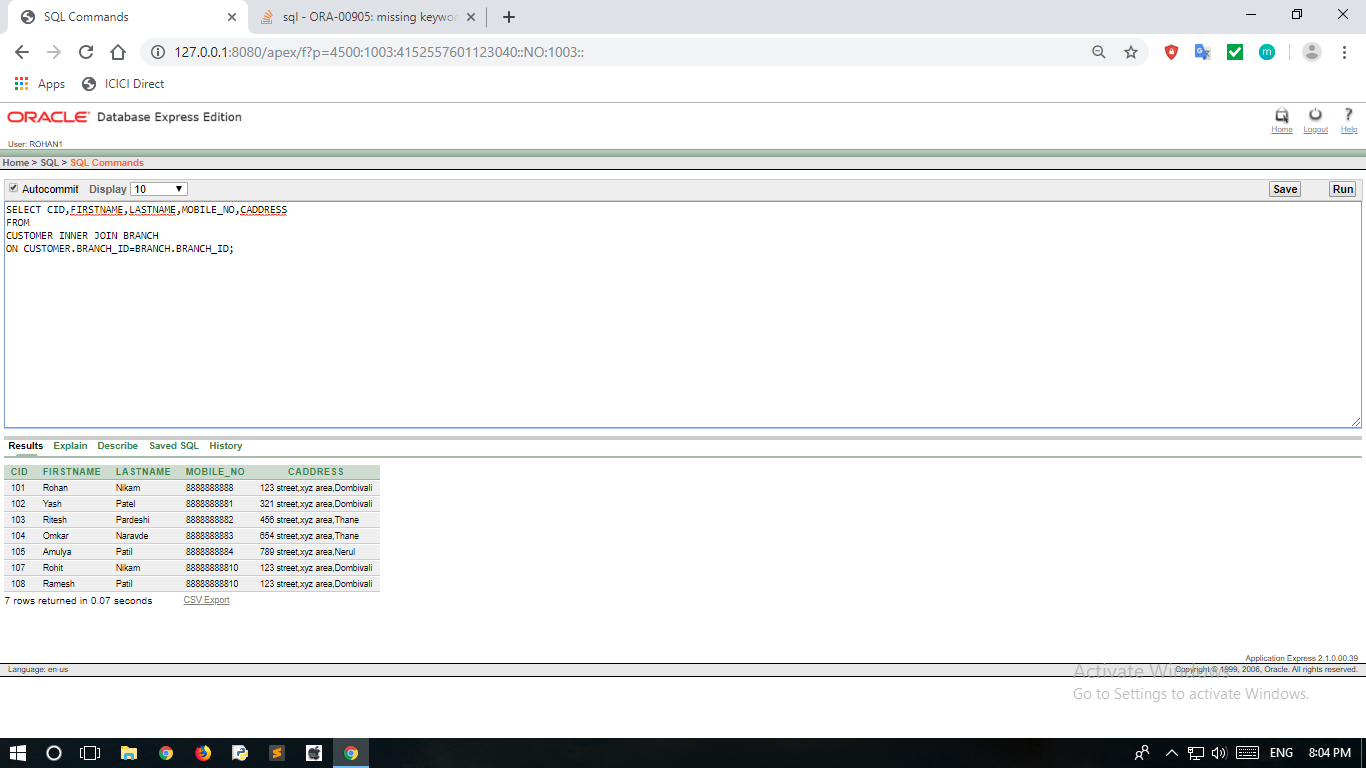 SQL Commands
sql - ORA-00905: missing keywor
127.0.0.1:8080/apex/f?p=4500:1003:4152557601123040::NO:1003::
m
Apps ICICI Direct
ORACLE Database Express Edition
Home Logout Help
User: ROHAN1
Home > SQL > SQL Commands
Autocommit Display 10 Save Run
SELECT CID,FIRSTNAME,LASTNAME,MOBILE_NO,CADDRESS
FROM
CUSTOMER INNER JOIN BRANCH
ON CUSTOMER.BRANCH_ID=BRANCH.BRANCH_ID;
Results Explain Describe Saved SQL History
CID FIRSTNAME LASTNAME MOBILE_NO CADDRESS
101 Rohan Nikam 8888888888 123 street,xyz area,Dombivali
102 Yash Patel 8888888881 321 street,xyz area,Dombivali
103 Ritesh Pardeshi 8888888882 456 street,xyz area,Thane
104 Omkar Naravde 8888888883 654 street,xyz area,Thane
105 Amulya Patil 8888888884 789 street,xyz area,Nerul
107 Rohit Nikam 88888888810 123 street,xyz area,Dombivali
108 Ramesh Patil 88888888810 123 street,xyz area,Dombivali
7 rows returned in 0.07 seconds CSV Export
Application Express 2.1.0.00.39
Language: en-us Copyright © 1999, 2006, Oracle. All rights reserved.
Activate Windows
Go to Settings to activate Windows.
ENG 8:04 PM